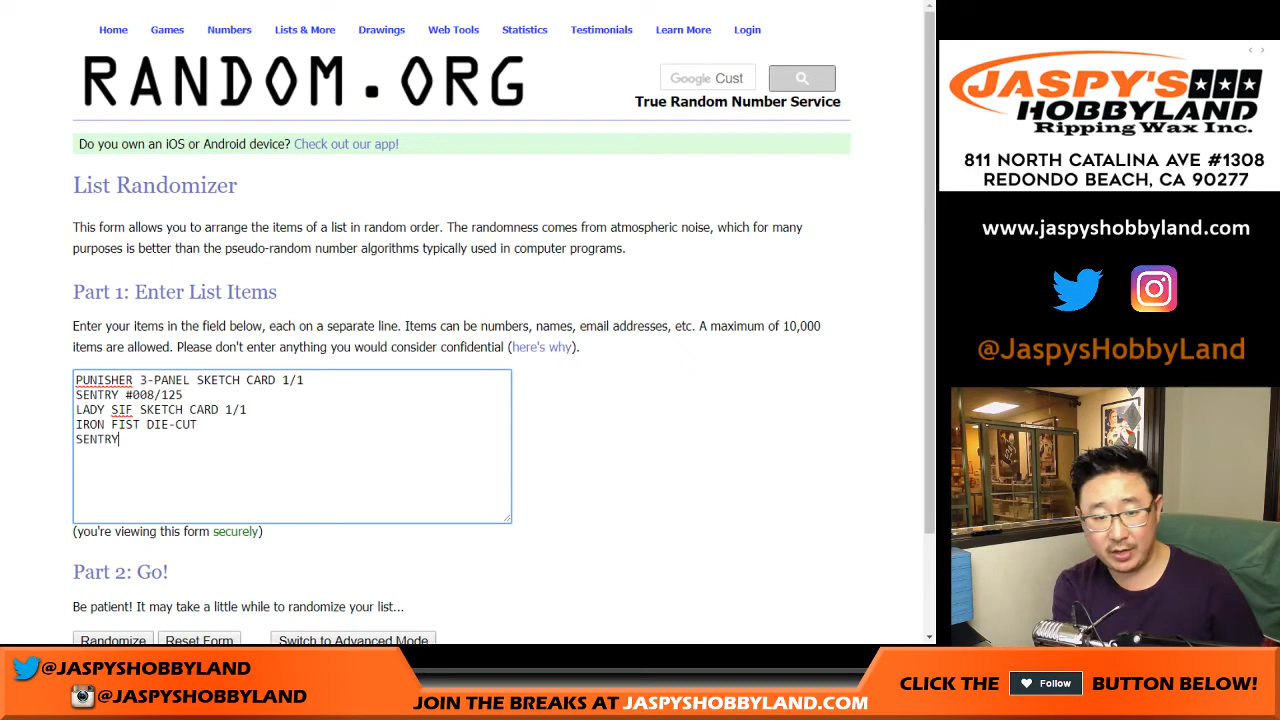 Home Games Numbers Lists & More Drawings Web Tools Statistics Testimonials Learn More Login
RANDOM.ORG
Google Cust
True Random Number Service
Do you own an iOS or Android device? Check out our app!
List Randomizer
This form allows you to arrange the items of a list in random order. The randomness comes from atmospheric noise, which for many
purposes is better than the pseudo-random number algorithms typically used in computer programs.
Part 1: Enter List Items
Enter your items in the field below, each on a separate line. Items can be numbers, names, email addresses, etc. A maximum of 10,000
items are allowed. Please don't enter anything you would consider confidential (here's why).
PUNISHER 3-PANEL SKETCH CARD 1/1
SENTRY #008/125
LADY SIF SKETCH CARD 1/1
IRON FIST DIE-CUT
SENTRY
(you're viewing this form securely)
Part 2: Go!
Be patient! It may take a little while to randomize your list...
Randomize Reset Form Switch to Advanced Mode
JASPY'S
HOBBYLAND
Ripping Wax Inc.
811 NORTH CATALINA AVE #1308
REDONDO BEACH, CA 90277
www.jaspyshobbyland.com
@JaspysHobbyLand
@JASPYSHOBBYLAND
@JASPYSHOBBYLAND
JOIN THE BREAKS AT JASPYSHOBBYLAND.COM
CLICK THE Follow BUTTON BELOW!